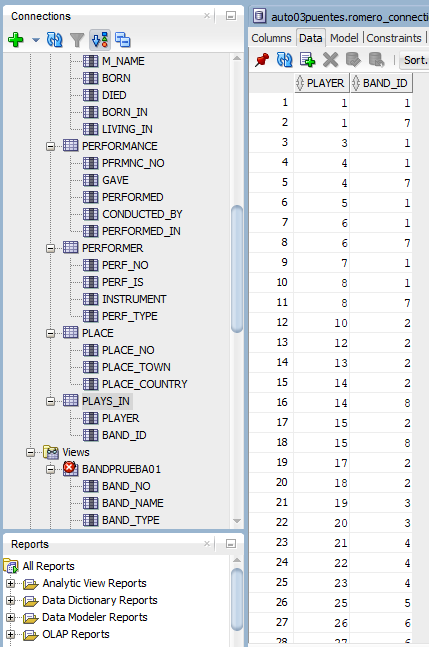 Connections
M_NAME
BORN
DIED
BORN_IN
LIVING_IN
PERFORMANCE
PFRMNC_NO
GAVE
PERFORMED
CONDUCTED_BY
PERFORMED_IN
PERFORMER
PERF_NO
PERF_IS
INSTRUMENT
PERF_TYPE
PLACE
PLACE_NO
PLACE_TOWN
PLACE_COUNTRY
PLAYS_IN
PLAYER
BAND_ID
Views
BANDPRUEBA01
BAND_NO
BAND_NAME
BAND_TYPE
Reports
All Reports
Analytic View Reports
Data Dictionary Reports
Data Modeler Reports
OLAP Reports
auto03puentes.romero_connecti
Columns Data Model Constraints
Sort.
PLAYER BAND_ID
1 1 1
2 1 7
3 3 1
4 4 1
5 4 7
6 5 1
7 6 1
8 6 7
9 7 1
10 8 1
11 8 7
12 10 2
13 12 2
14 13 2
15 14 2
16 14 8
17 15 2
18 15 8
19 17 2
20 18 2
21 19 3
22 20 3
23 21 4
24 22 4
25 23 4
26 25 5
27 26 6
28 27 6